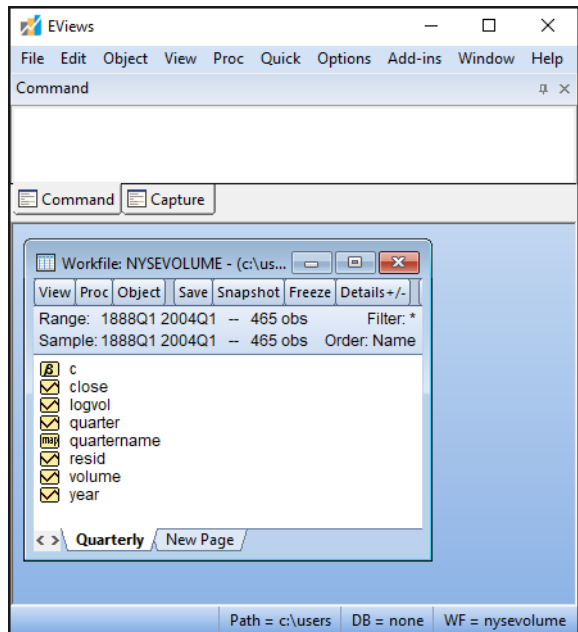 EViews
File Edit Object View Proc Quick Options Add-ins Window Help
Command
Command Capture
Workfile: NYSEVOLUME - (c:\us...
View Proc Object Save Snapshot Freeze Details+/-
Range: 1888Q1 2004Q1 -- 465 obs Filter: *
Sample: 1888Q1 2004Q1 -- 465 obs Order: Name
β c
close
logvol
quarter
map quartername
resid
volume
year
< > Quarterly New Page
Path = c:\users DB = none WF = nysevolume